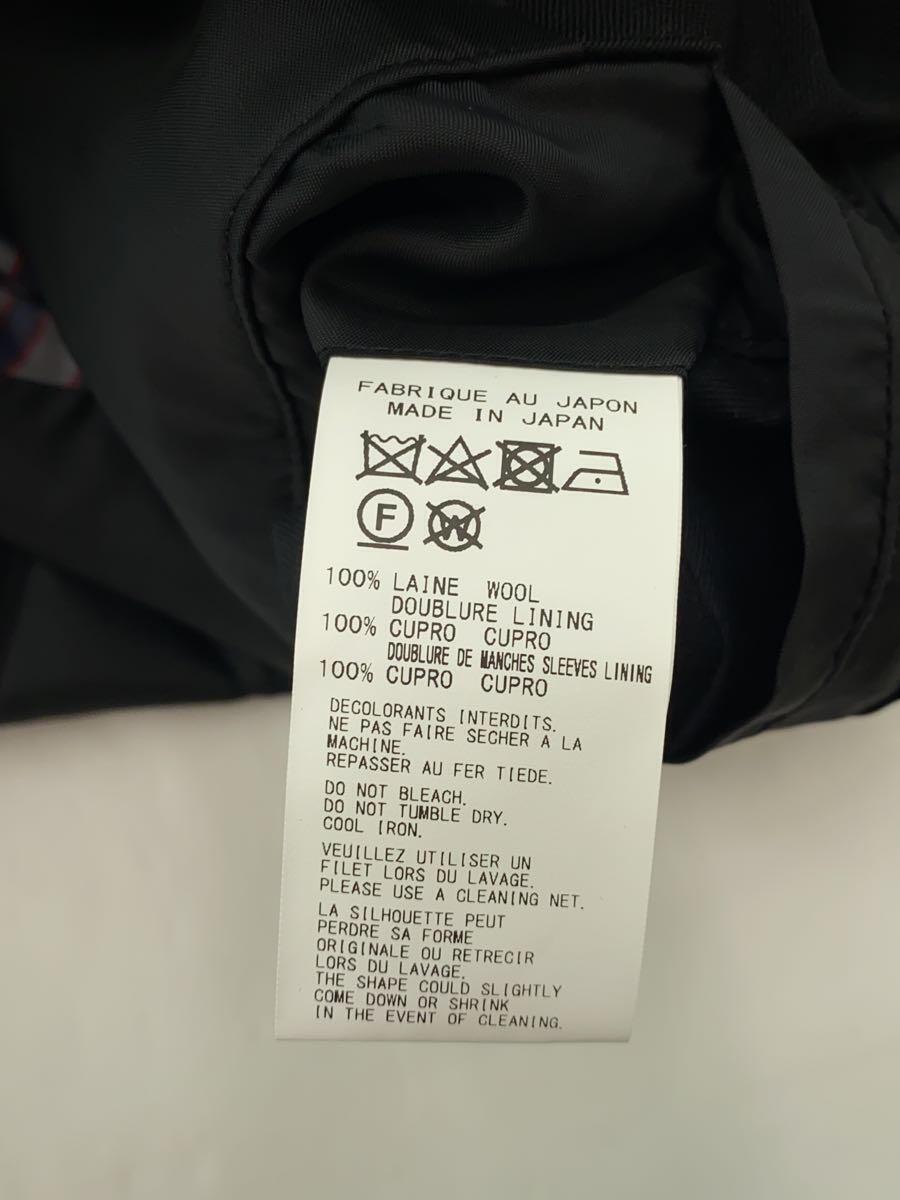 FABRIQUE AU JAPON
MADE IN JAPAN
F W
100% LAINE WOOL
DOUBLURE LINING
100% CUPRO CUPRO
DOUBLURE DE MANCHES SLEEVES LINING
100% CUPRO CUPRO
DECOLORANTS INTERDITS.
NE PAS FAIRE SECHER A LA
MACHINE.
REPASSER AU FER TIEDE.
DO NOT BLEACH.
DO NOT TUMBLE DRY.
COOL IRON.
VEUILLEZ UTILISER UN
FILET LORS DU LAVAGE.
PLEASE USE A CLEANING NET.
LA SILHOUETTE PEUT
PERDRE SA FORME
ORIGINALE OU RETRECIR
LORS DU LAVAGE.
THE SHAPE COULD SLIGHTLY
COME DOWN OR SHRINK
IN THE EVENT OF CLEANING.